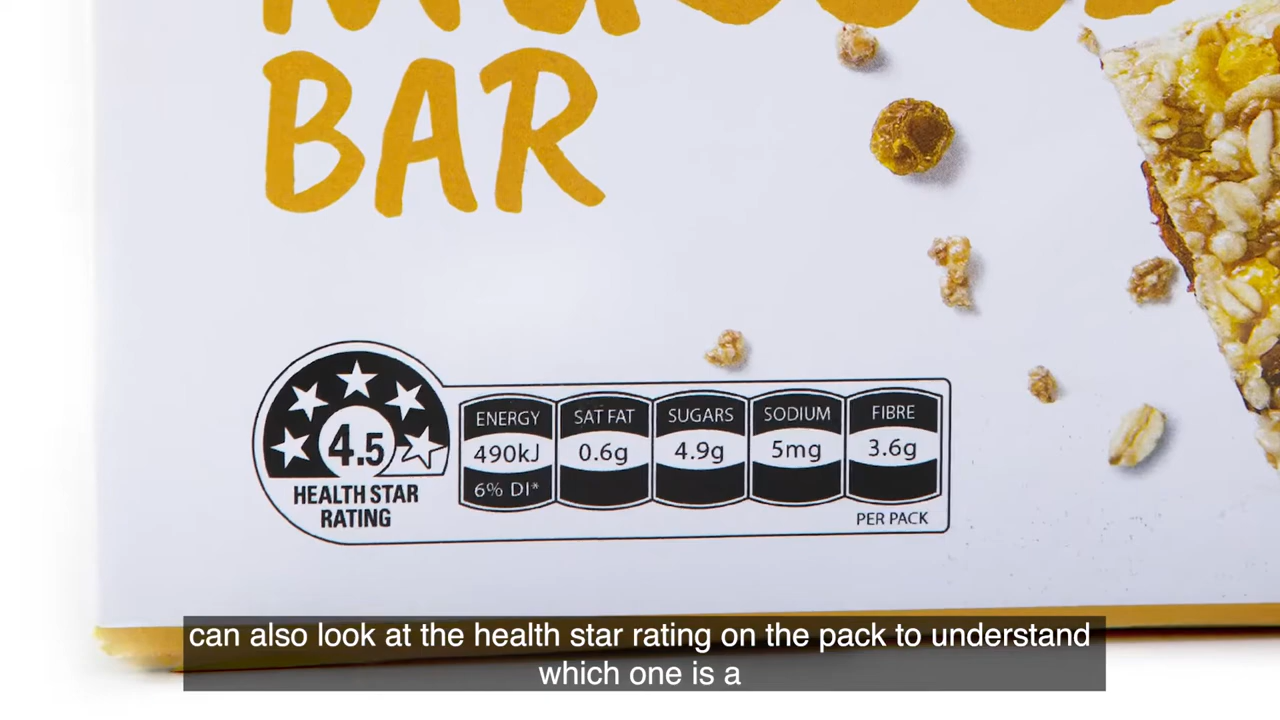 BAR
4.5
HEALTH STAR
RATING
ENERGY SAT FAT SUGARS SODIUM FIBRE
490kJ 0.6g 4.9g 5mg 3.6g
6% DI*
PER PACK
can also look at the health star rating on the pack to understand
which one is a